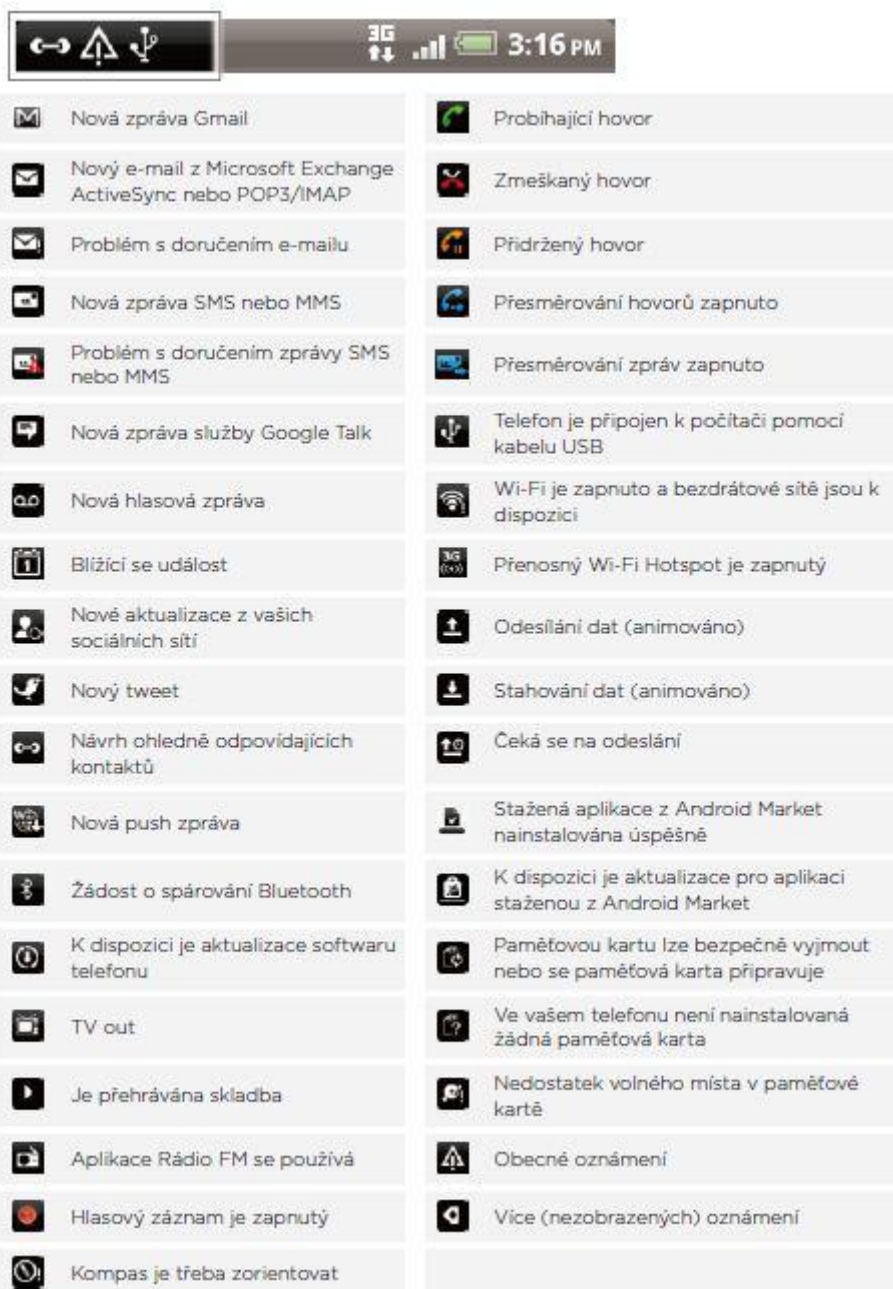 3G 3:16 PM
Nová zpráva Gmail
Nový e-mail z Microsoft Exchange
ActiveSync nebo POP3/IMAP
Problém s doručením e-mailu
Nová zpráva SMS nebo MMS
Problém s doručením zprávy SMS
nebo MMS
Nová zpráva služby Google Talk
Nová hlasová zpráva
Blížící se událost
Nové aktualizace z vašich
sociálních sítí
Nový tweet
Návrh ohledně odpovídajících
kontaktů
Nová push zpráva
Žádost o spárování Bluetooth
K dispozici je aktualizace softwaru
telefonu
TV out
Je přehrávána skladba
Aplikace Rádio FM se používá
Hlasový záznam je zapnutý
Kompas je třeba zorientovat
Probíhající hovor
Zmeškaný hovor
Přidržený hovor
Přesměrování hovorů zapnuto
Přesměrování zpráv zapnuto
Telefon je připojen k počítači pomocí
kabelu USB
Wi-Fi je zapnuto a bezdrátové sítě jsou k
dispozici
3G
Přenosný Wi-Fi Hotspot je zapnutý
Odesílání dat (animováno)
Stahování dat (animováno)
Čeká se na odeslání
Stažená aplikace z Android Market
nainstalována úspěšně
K dispozici je aktualizace pro aplikaci
staženou z Android Market
Paměťovou kartu lze bezpečně vyjmout
nebo se paměťová karta připravuje
Ve vašem telefonu není nainstalovaná
žádná paměťová karta
Nedostatek volného místa v paměťové
kartě
Obecné oznámení
Více (nezobrazených) oznámení